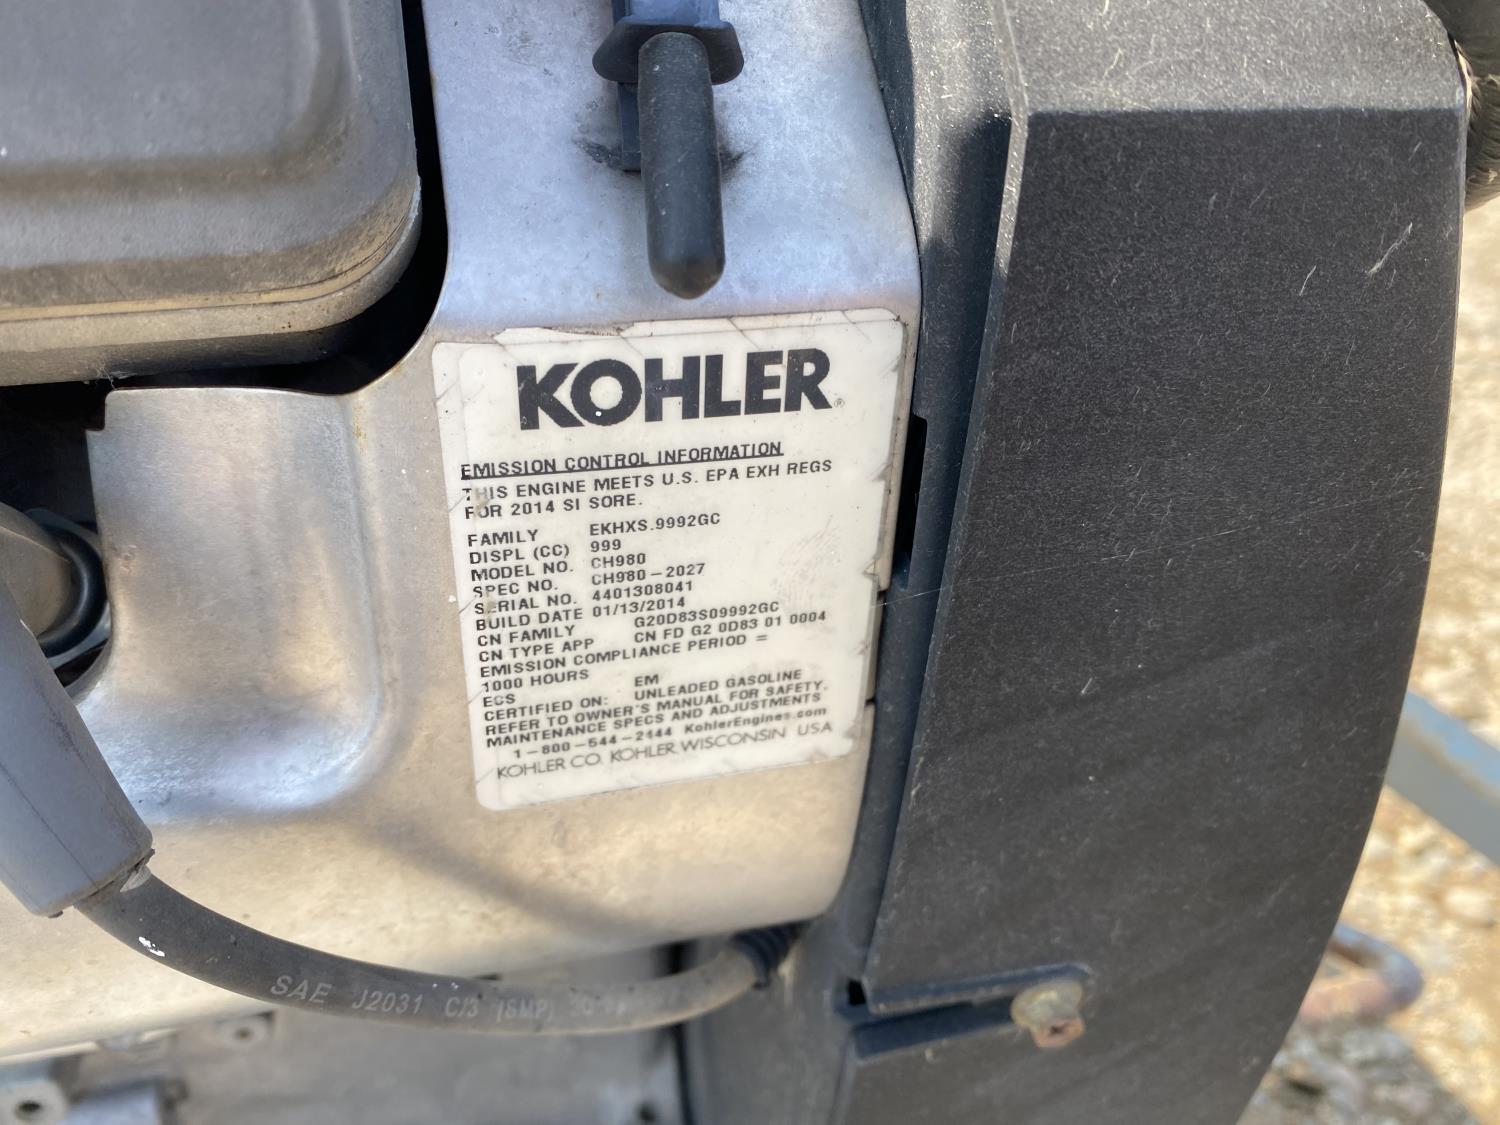 KOHLER®
EMISSION CONTROL INFORMATION
THIS ENGINE MEETS U.S. EPA EXH REGS
FOR 2014 SI SORE.
FAMILY EKHXS.9992GC
DISPL (CC) 999
MODEL NO. CH980
SPEC NO. CH980-2027
SERIAL NO. 4401308041
BUILD DATE 01/13/2014
CN FAMILY G20D83S09992GC
CN TYPE APP CN FD G2 0D83 01 0004
EMISSION COMPLIANCE PERIOD =
1000 HOURS
ECS EM
CERTIFIED ON: UNLEADED GASOLINE
REFER TO OWNER'S MANUAL FOR SAFETY,
MAINTENANCE SPECS AND ADJUSTMENTS
1-800-544-2444 KohlerEngines.com
KOHLER CO. KOHLER, WISCONSIN USA
SAE J2031 C/3 (SMP)